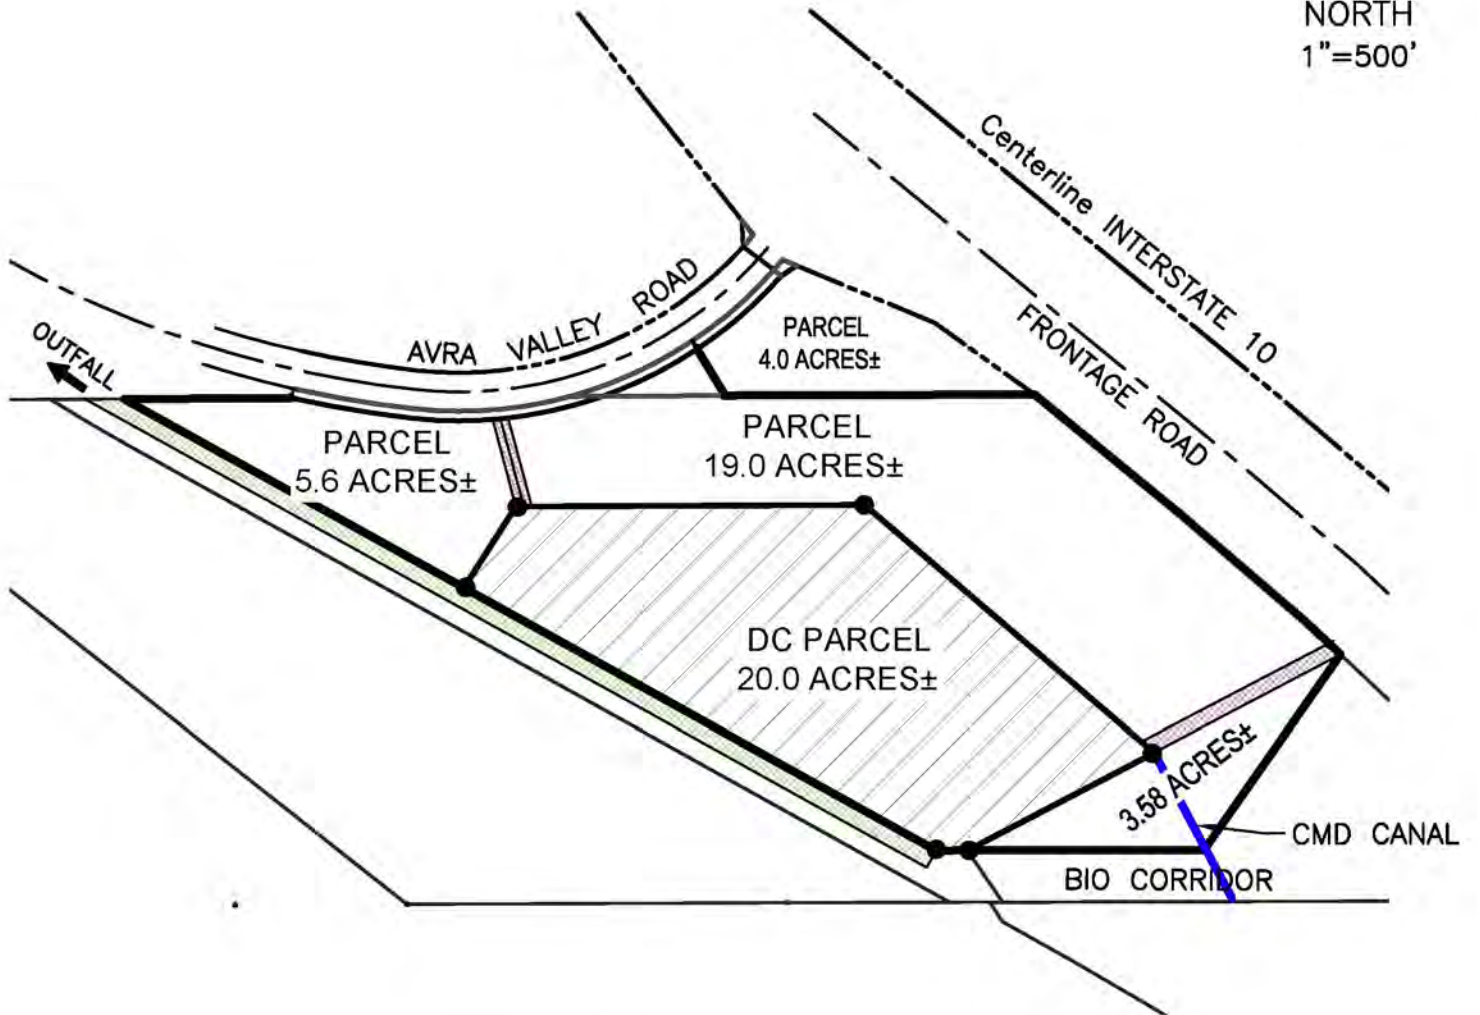 NORTH
1"=500'
Centerline INTERSTATE 10
FRONTAGE ROAD
AVRA VALLEY ROAD
OUTFALL
PARCEL
4.0 ACRES±
PARCEL
5.6 ACRES±
PARCEL
19.0 ACRES±
DC PARCEL
20.0 ACRES±
3.58 ACRES±
CMD CANAL
BIO CORRIDOR